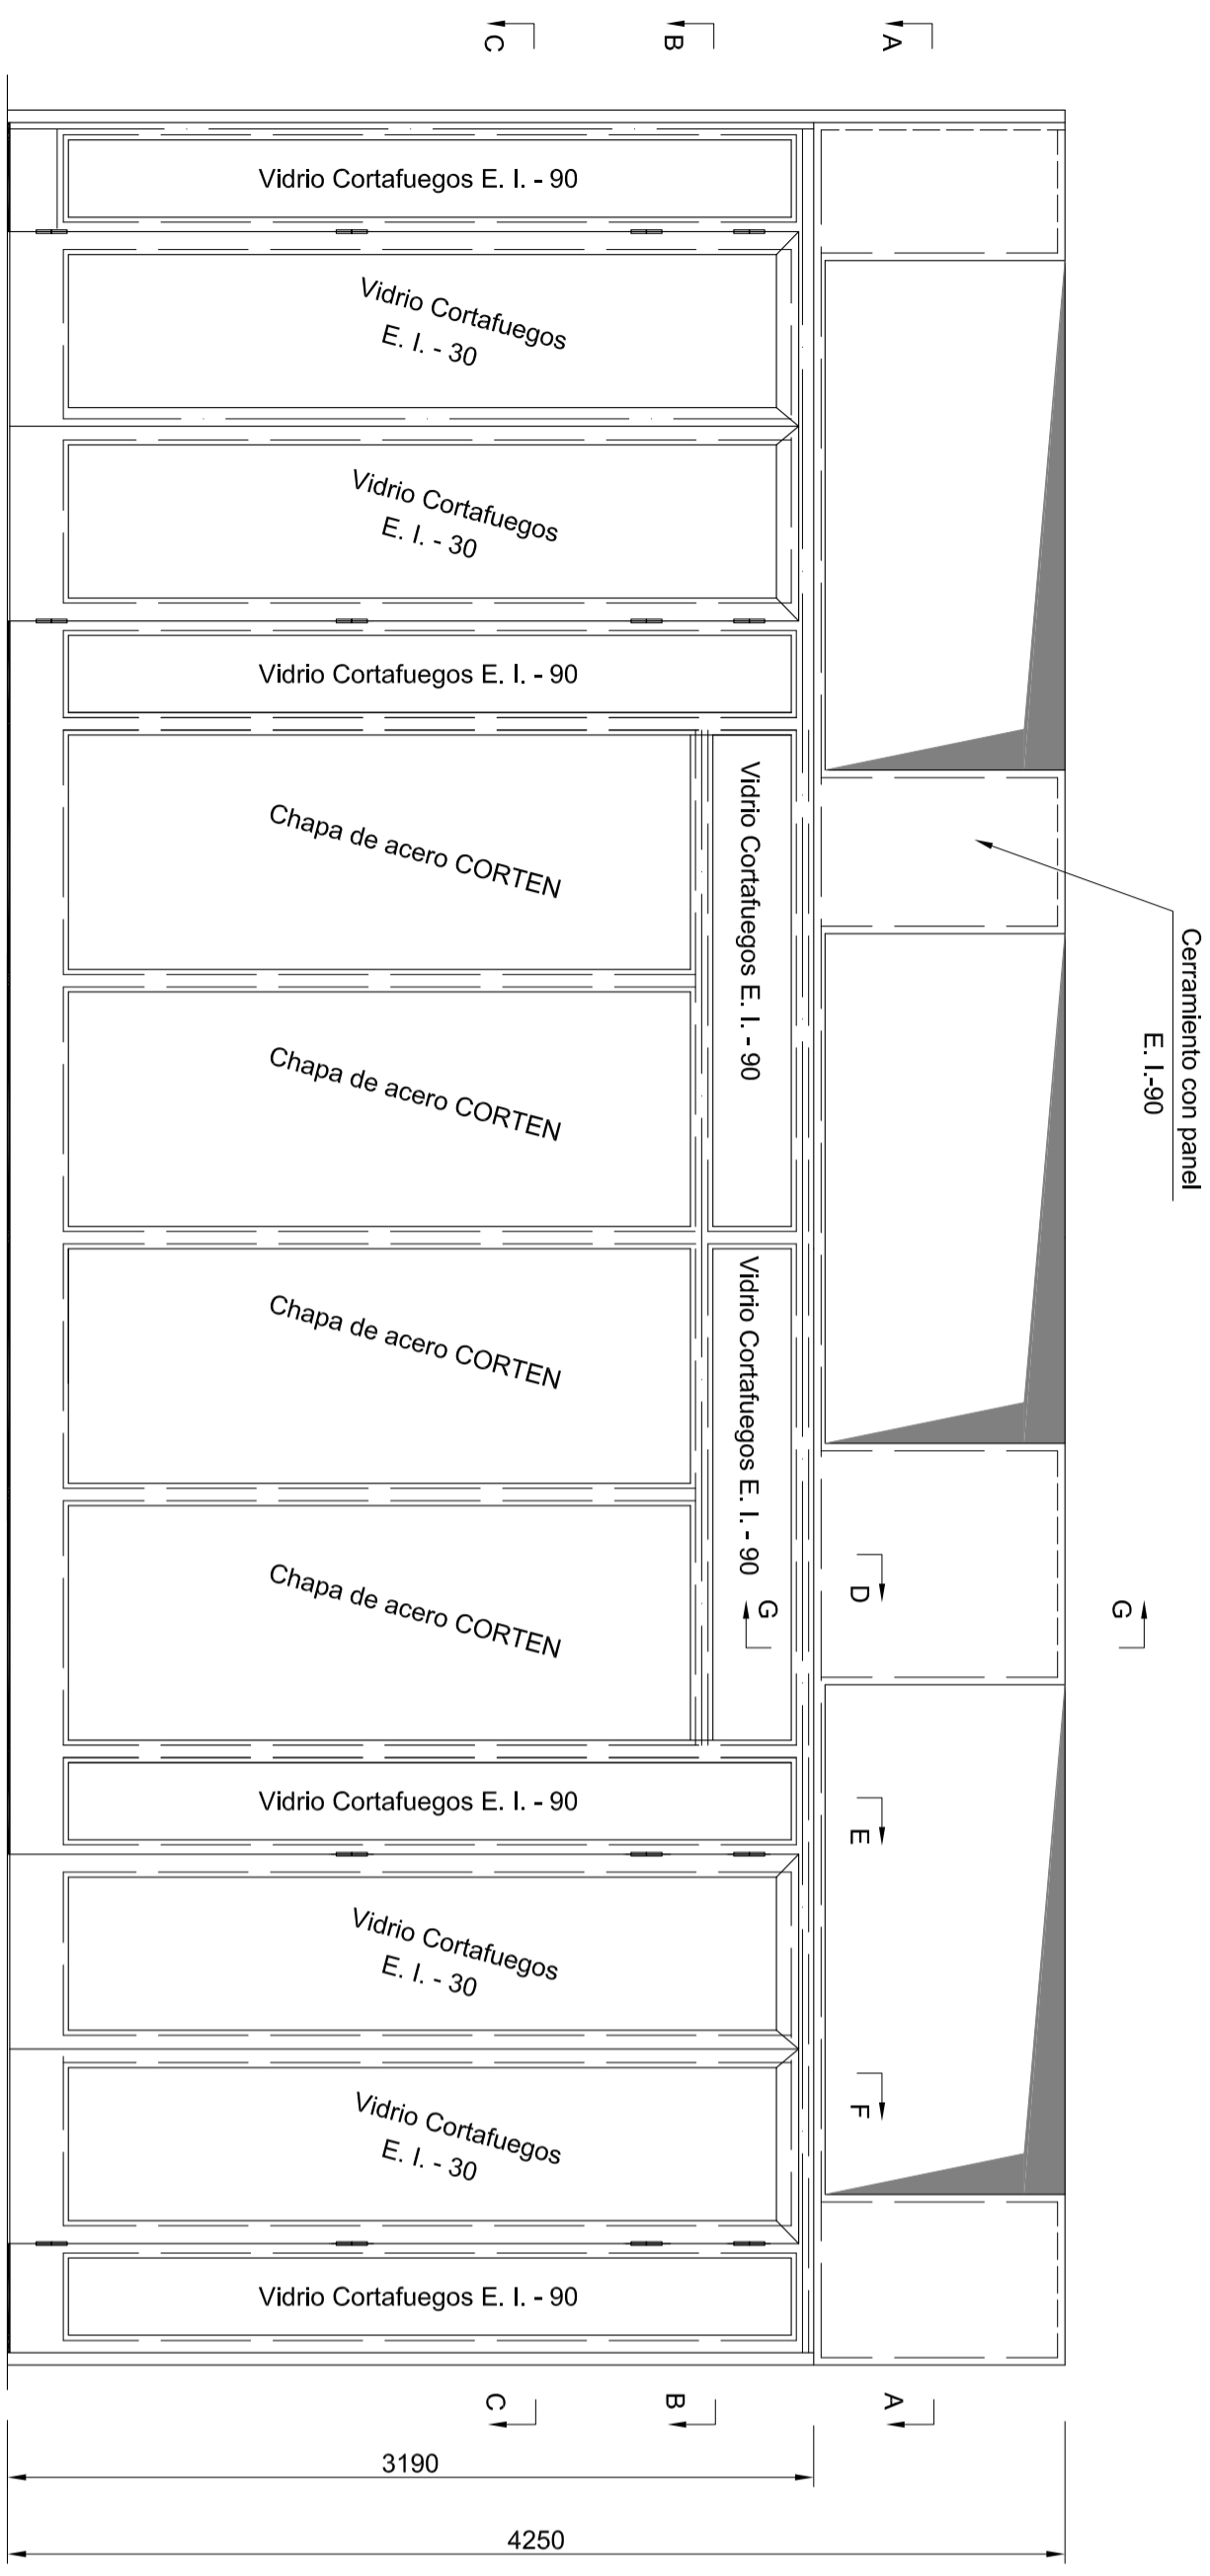 C
B
A
Vidrio Cortafuegos E. I. - 90
Vidrio Cortafuegos
E. I. - 30
Vidrio Cortafuegos
E. I. - 30
Vidrio Cortafuegos E. I. - 90
Chapa de acero CORTEN
Vidrio Cortafuegos E. I. - 90
Cerramiento con panel
E. I.-90
Chapa de acero CORTEN
Chapa de acero CORTEN
Vidrio Cortafuegos E. I. - 90
Chapa de acero CORTEN
D
G
G
Vidrio Cortafuegos E. I. - 90
E
Vidrio Cortafuegos
E. I. - 30
Vidrio Cortafuegos
E. I. - 30
F
Vidrio Cortafuegos E. I. - 90
C
B
A
3190
4250